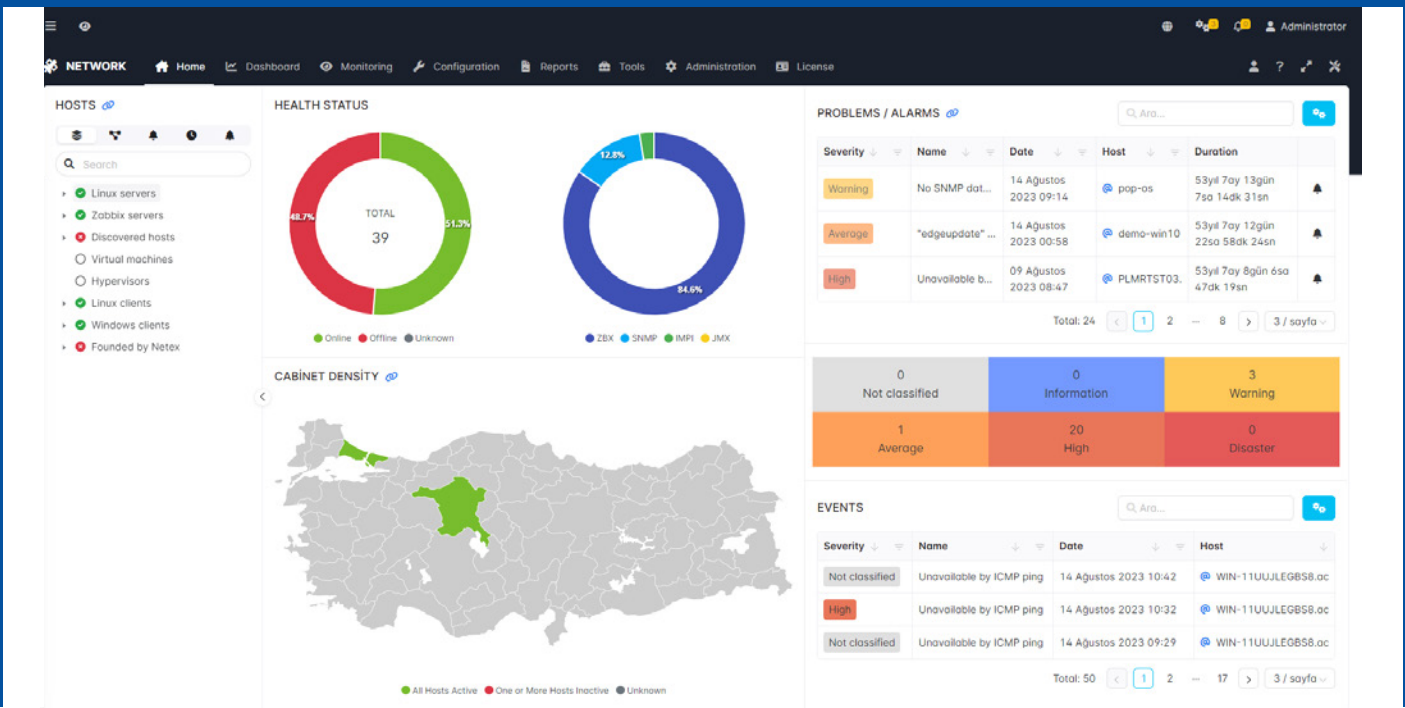 Administrator
NETWORK Home Dashboard Monitoring Configuration Reports Tools Administration License
HOSTS
Search
Linux servers
Zabbix servers
Discovered hosts
Virtual machines
Hypervisors
Linux clients
Windows clients
Founded by Netex
HEALTH STATUS
48.7%
TOTAL
39
51.3%
Online Offline Unknown
12.8%
84.6%
ZBX SNMP IMPI JMX
CABİNET DENSİTY
All Hosts Active One or More Hosts Inactive Unknown
PROBLEMS / ALARMS
Ara...
Severity Name Date Host Duration
Warning No SNMP dat... 14 Ağustos 2023 09:14 pop-os 53yıl 7ay 13gün 7sa 14dk 31sn
Average "edgeupdate" ... 14 Ağustos 2023 00:58 demo-win10 53yıl 7ay 12gün 22sa 58dk 24sn
High Unavailable b... 09 Ağustos 2023 08:47 PLMRTST03. 53yıl 7ay 8gün 6sa 47dk 19sn
Total: 24 1 2 8 3 / sayfa
0
Not classified
0
Information
3
Warning
1
Average
20
High
0
Disaster
EVENTS
Ara...
Severity Name Date Host
Not classified Unavailable by ICMP ping 14 Ağustos 2023 10:42 WIN-11UUJLEGBS8.ac
High Unavailable by ICMP ping 14 Ağustos 2023 10:32 WIN-11UUJLEGBS8.ac
Not classified Unavailable by ICMP ping 14 Ağustos 2023 09:29 WIN-11UUJLEGBS8.ac
Total: 50 1 2 17 3 / sayfa